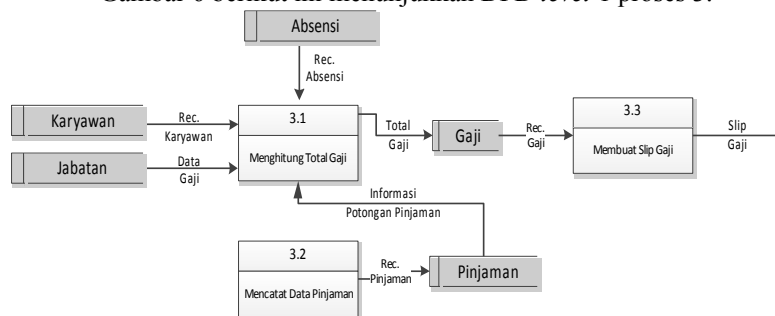 Gambar 6 berikut ini menunjukkan DFD level 1 proses 3.
Absensi
Rec.
Absensi
Karyawan
Rec.
Karyawan
3.1
Menghitung Total Gaji
Total
Gaji
Gaji
Rec.
Gaji
3.3
Membuat Slip Gaji
Slip
Gaji
Jabatan
Data
Gaji
Informasi
Potongan Pinjaman
3.2
Mencatat Data Pinjaman
Rec.
Pinjaman
Pinjaman